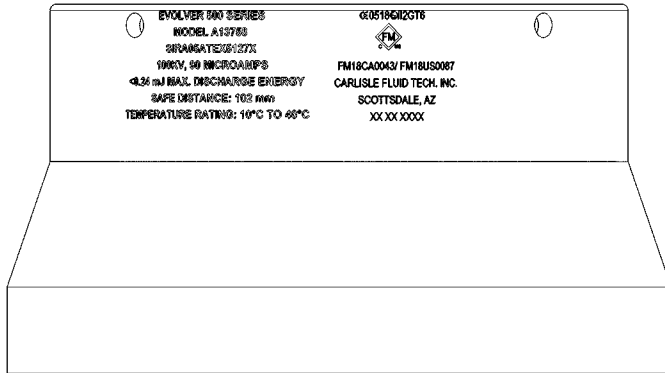 EVOLVER 500 SERIES
MODEL A13753
SIRA06ATEX5127X
100KV, 90 MICROAMPS
<0.24 mJ MAX. DISCHARGE ENERGY
SAFE DISTANCE: 102 mm
TEMPERATURE RATING: 10°C TO 40°C
FM
C US
FM18CA0043/ FM18US0087
CARLISLE FLUID TECH. INC.
SCOTTSDALE, AZ
XX XX XXXX